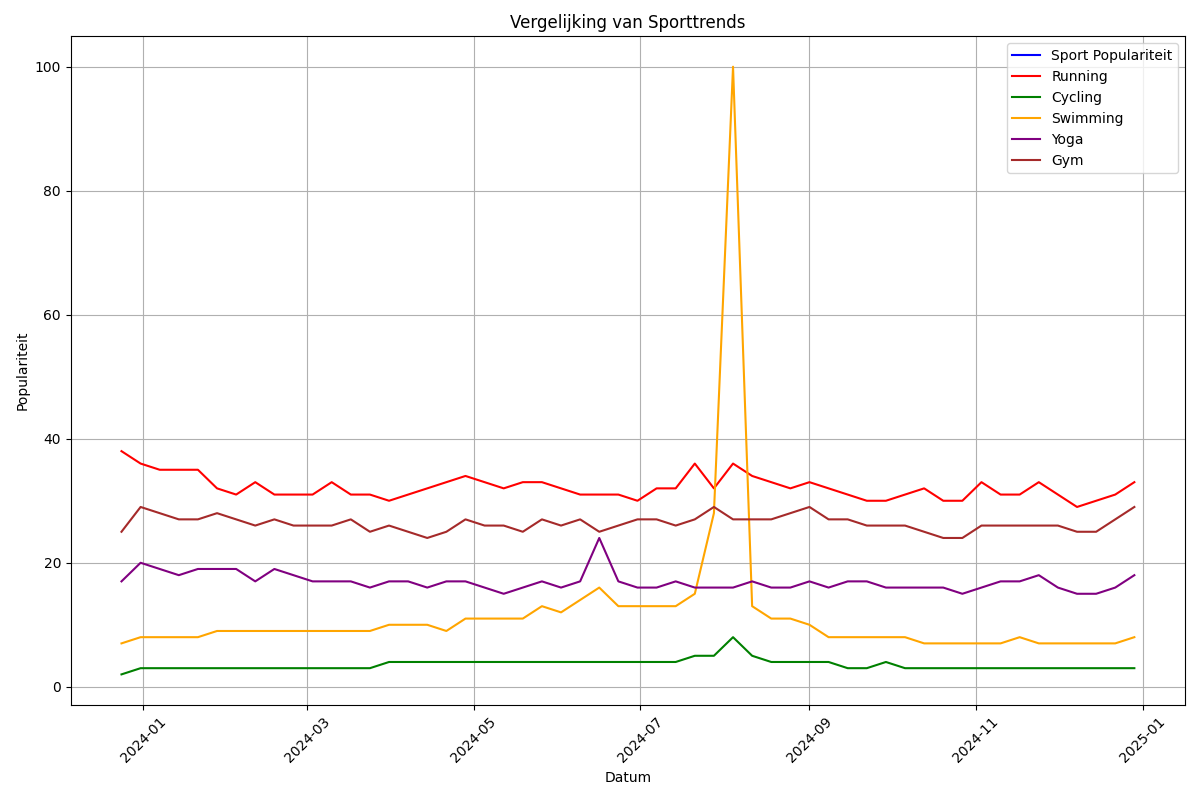 Vergelijking van Sporttrends
Sport Populariteit
Running
Cycling
Swimming
Yoga
Gym
Populariteit
100
80
60
40
20
0
2024-01
2024-03
2024-05
2024-07
2024-09
2024-11
2025-01
Datum